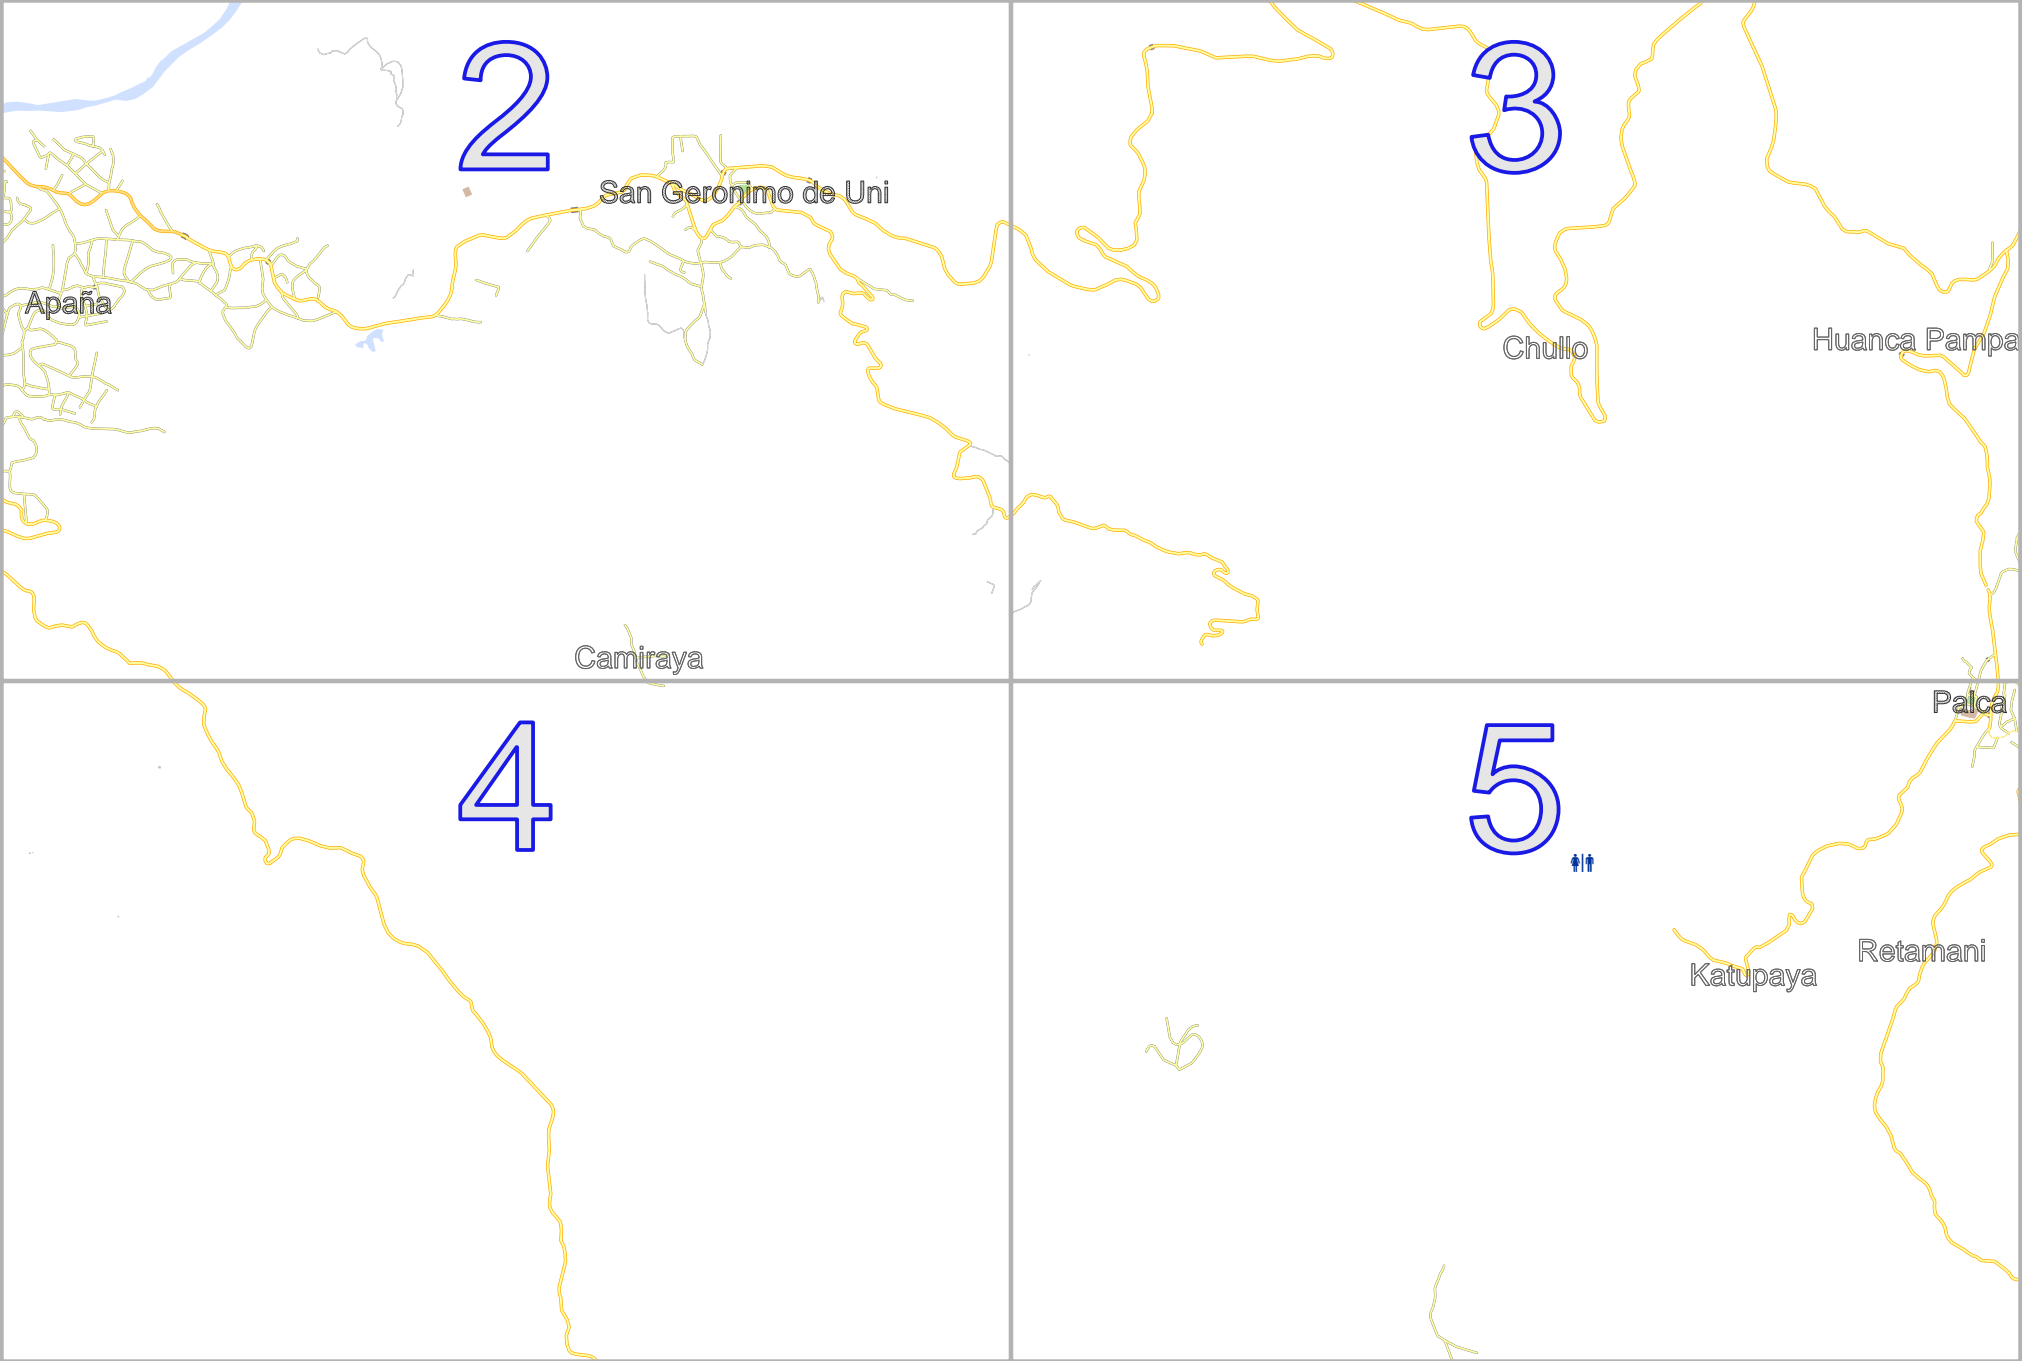 2
3
San Geronimo de Uni
Apaña
Chullo
Huanca Pampa
Camiraya
Palca
4
5
Retamani
Katupaya